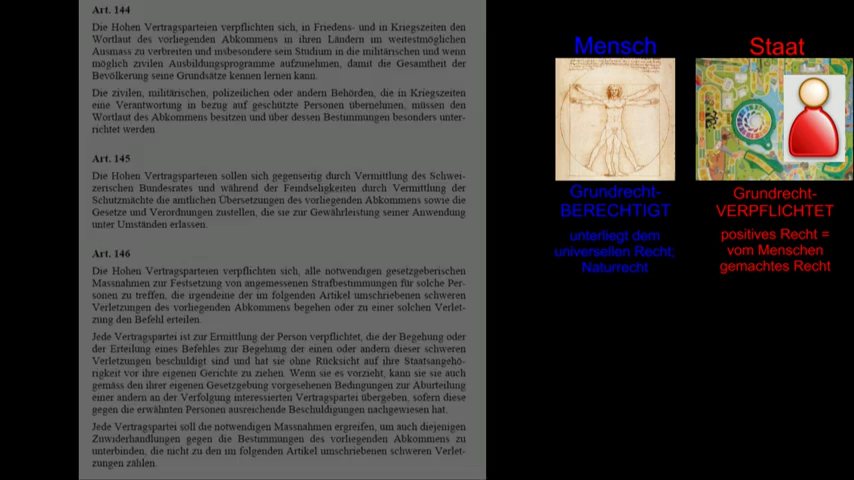 Art. 144
Die Hohen Vertragsparteien verpflichten sich, in Friedens- und in Kriegszeiten den
Wortlaut des vorliegenden Abkommens in ihren Ländern im weitestmöglichen
Ausmass zu verbreiten und insbesondere sein Studium in die militärischen und wenn
möglich zivilen Ausbildungsprogramme aufzunehmen, damit die Gesamtheit der
Bevölkerung seine Grundsätze kennen lernen kann.
Die zivilen, militärischen, polizeilichen oder andern Behörden, die in Kriegszeiten
eine Verantwortung in bezug auf geschützte Personen übernehmen, müssen den
Wortlaut des Abkommens besitzen und über dessen Bestimmungen besonders unter-
richtet werden
Art. 145
Die Hohen Vertragsparteien sollen sich gegenseitig durch Vermittlung des Schwei-
zerischen Bundesrates und während der Feindseligkeiten durch Vermittlung der
Schutzmächte die amtlichen Übersetzungen des vorliegenden Abkommens sowie die
Gesetze und Verordnungen zustellen, die sie zur Gewährleistung seiner Anwendung
unter Umständen erlassen.
Art. 146
Die Hohen Vertragsparteien verpflichten sich, alle notwendigen gesetzgeberischen
Massnahmen zur Festsetzung von angemessenen Strafbestimmungen für solche Per-
sonen zu treffen, die irgendeine der im folgenden Artikel umschriebenen schweren
Verletzungen des vorliegenden Abkommens begehen oder zu einer solchen Verlet-
zung den Befehl erteilen.
Jede Vertragspartei ist zur Ermittlung der Person verpflichtet, die der Begehung oder
der Erteilung eines Befehles zur Begehung der einen oder andern dieser schweren
Verletzungen beschuldigt sind und hat sie ohne Rücksicht auf ihre Staatsangehö-
rigkeit vor ihre eigenen Gerichte zu ziehen. Wenn sie es vorzieht, kann sie sie auch
gemäss den ihrer eigenen Gesetzgebung vorgesehenen Bedingungen zur Aburteilung
einer andern an der Verfolgung interessierten Vertragspartei übergeben, sofern diese
gegen die erwähnten Personen ausreichende Beschuldigungen nachgewiesen hat.
Jede Vertragspartei soll die notwendigen Massnahmen ergreifen, um auch diejenigen
Zuwiderhandlungen gegen die Bestimmungen des vorliegenden Abkommens zu
unterbinden, die nicht zu den im folgenden Artikel umschriebenen schweren Verlet-
zungen zählen.
Mensch
Grundrecht-
BERECHTIGT
unterliegt dem
universellen Recht;
Naturrecht
Staat
Grundrecht-
VERPFLICHTET
positives Recht =
vom Menschen
gemachtes Recht